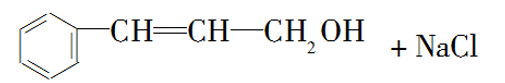 CH=CH—CH₂OH + NaCl